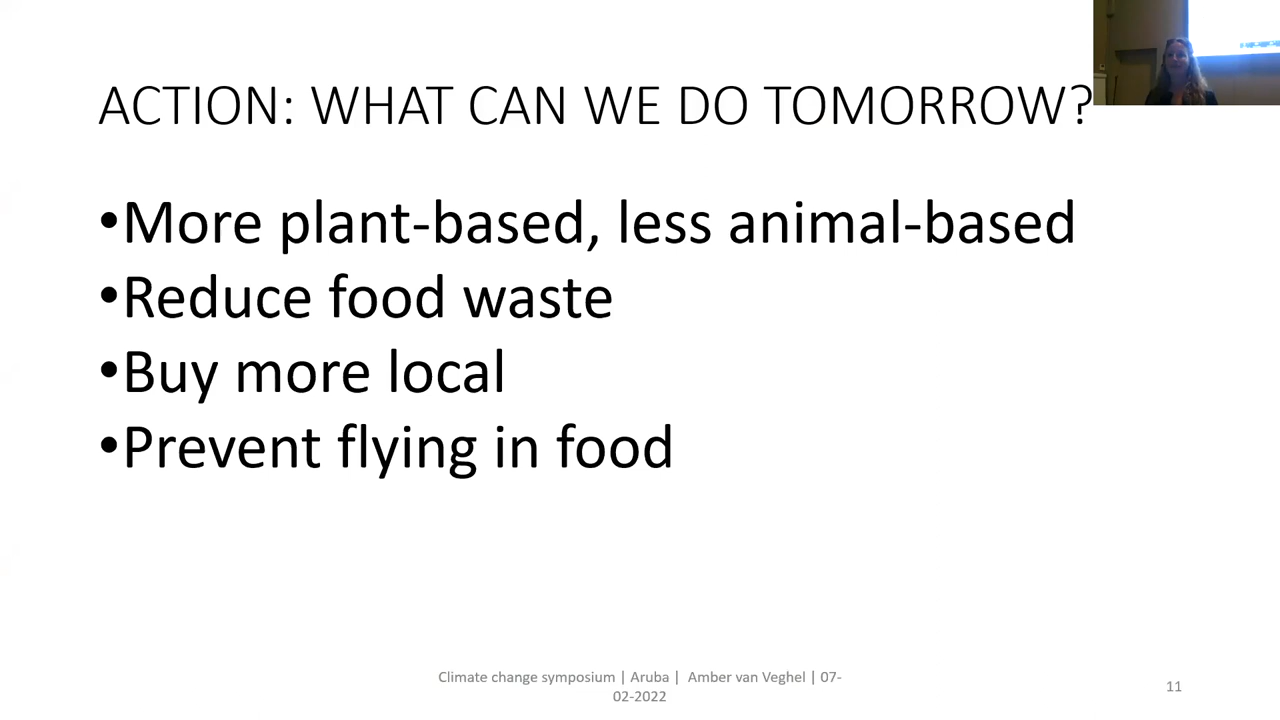 ACTION: WHAT CAN WE DO TOMORROW?
•More plant-based, less animal-based
•Reduce food waste
•Buy more local
•Prevent flying in food
Climate change symposium | Aruba | Amber van Veghel | 07-
02-2022
11